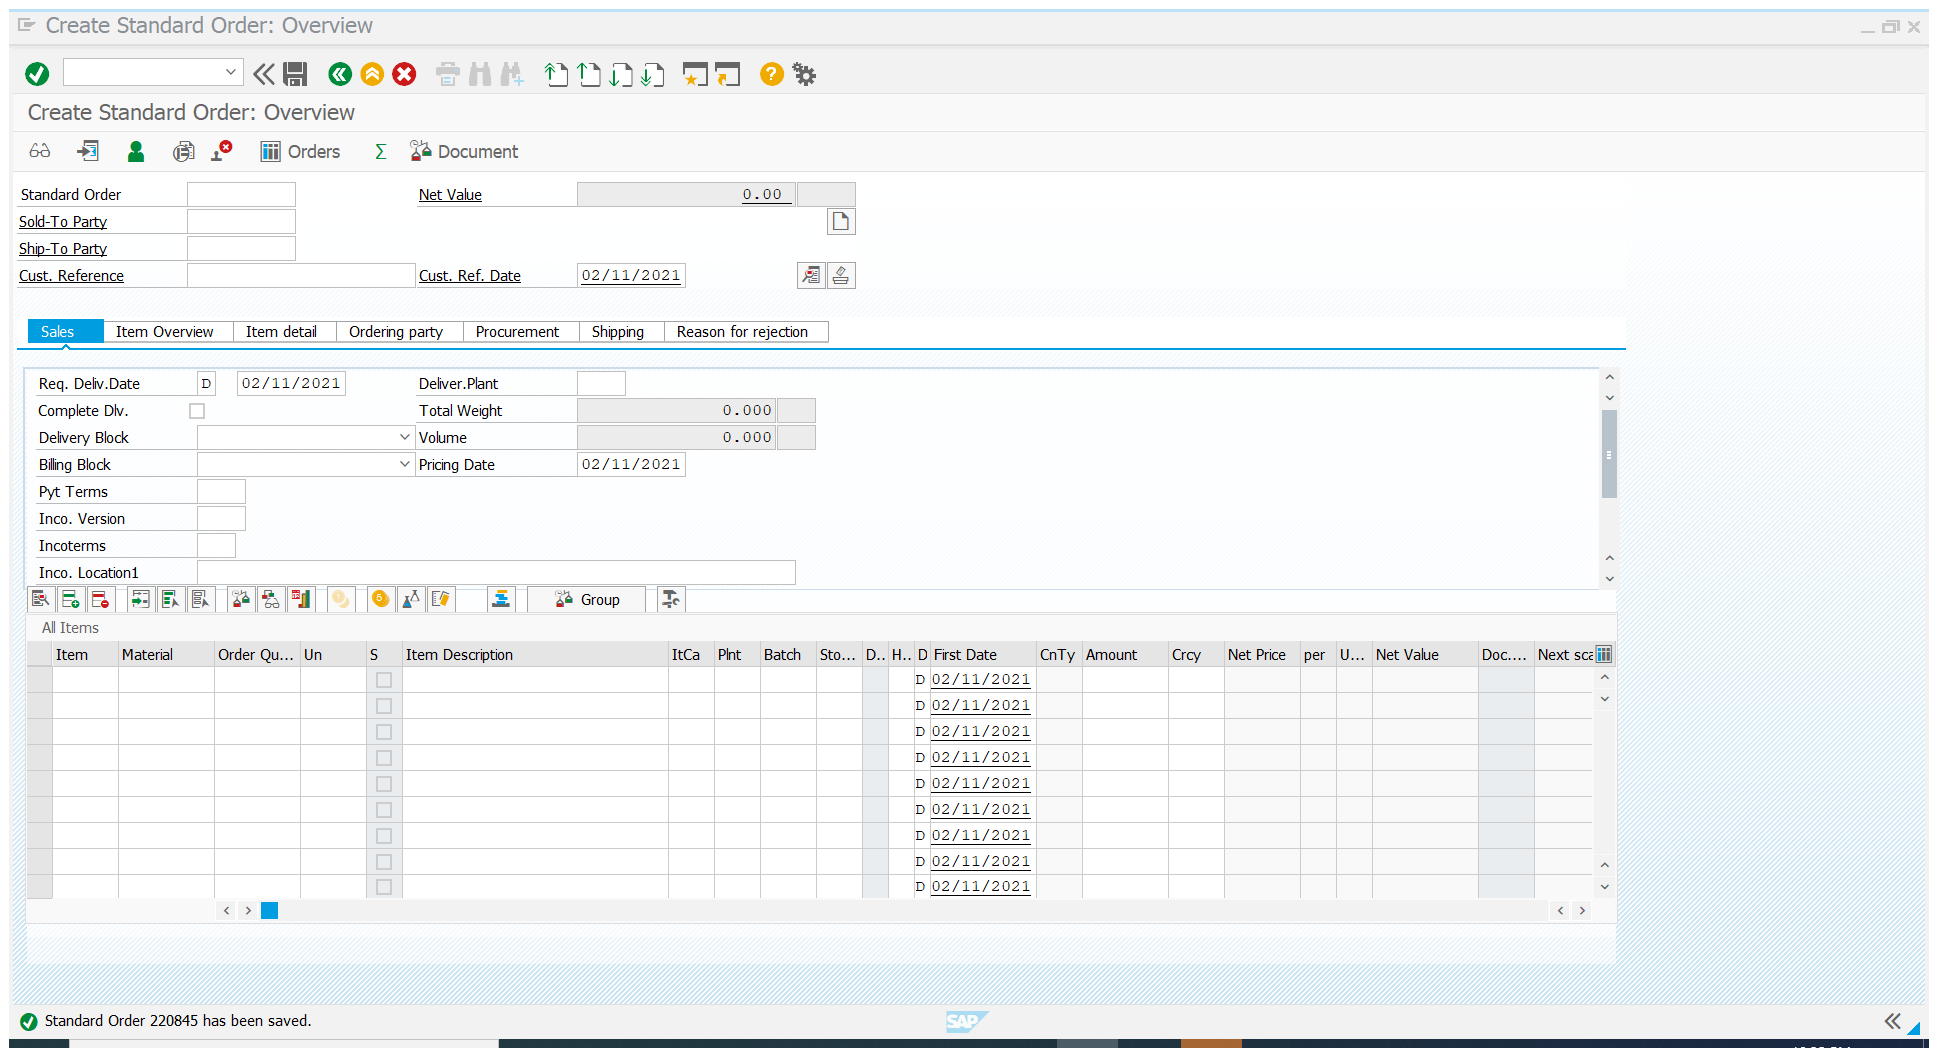 Create Standard Order: Overview
Create Standard Order: Overview
Orders Σ Document
Standard Order Net Value 0.00
Sold-To Party
Ship-To Party
Cust. Reference Cust. Ref. Date 02/11/2021
Sales Item Overview Item detail Ordering party Procurement Shipping Reason for rejection
Req. Deliv.Date D 02/11/2021 Deliver.Plant
Complete Dlv. Total Weight 0.000
Delivery Block Volume 0.000
Billing Block Pricing Date 02/11/2021
Pyt Terms
Inco. Version
Incoterms
Inco. Location1
Group
All Items
Item Material Order Qu... Un S Item Description ItCa Plnt Batch Sto... D.. H.. D First Date CnTy Amount Crcy Net Price per U... Net Value Doc.... Next sca
D 02/11/2021
D 02/11/2021
D 02/11/2021
D 02/11/2021
D 02/11/2021
D 02/11/2021
D 02/11/2021
D 02/11/2021
D 02/11/2021
Standard Order 220845 has been saved. SAP